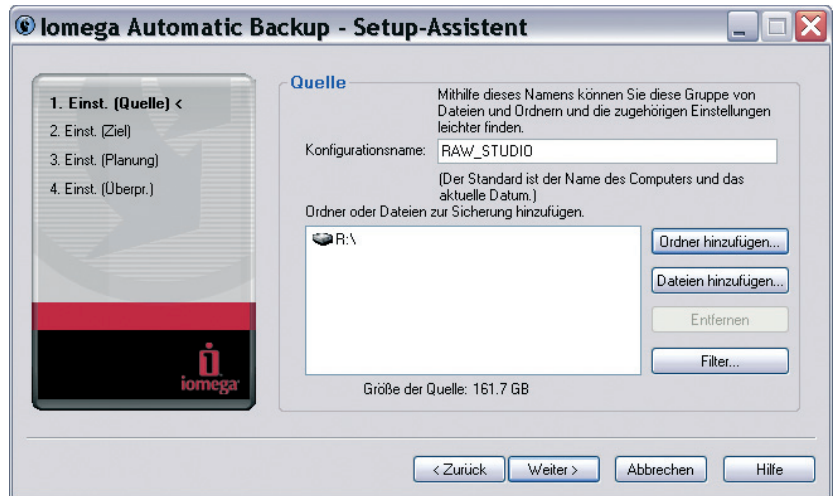 Iomega Automatic Backup - Setup-Assistent
1. Einst. (Quelle) <
2. Einst. (Ziel)
3. Einst. (Planung)
4. Einst. (Überpr.)
iomega
Quelle
Mithilfe dieses Namens können Sie diese Gruppe von
Dateien und Ordnern und die zugehörigen Einstellungen
leichter finden.
Konfigurationsname: RAW_STUDIO
(Der Standard ist der Name des Computers und das
aktuelle Datum.)
Ordner oder Dateien zur Sicherung hinzufügen.
R:\
Ordner hinzufügen...
Dateien hinzufügen...
Entfernen
Filter...
Größe der Quelle: 161.7 GB
< Zurück Weiter > Abbrechen Hilfe